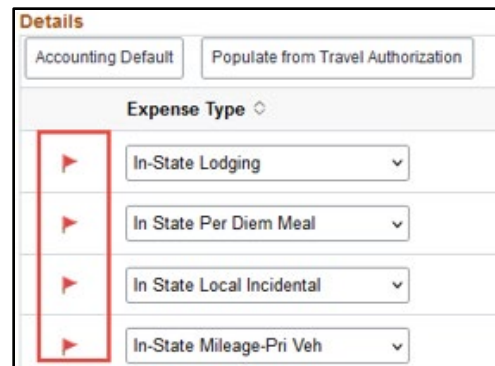 Details
Accounting Default Populate from Travel Authorization
Expense Type
In-State Lodging
In State Per Diem Meal
In State Local Incidental
In-State Mileage-Pri Veh